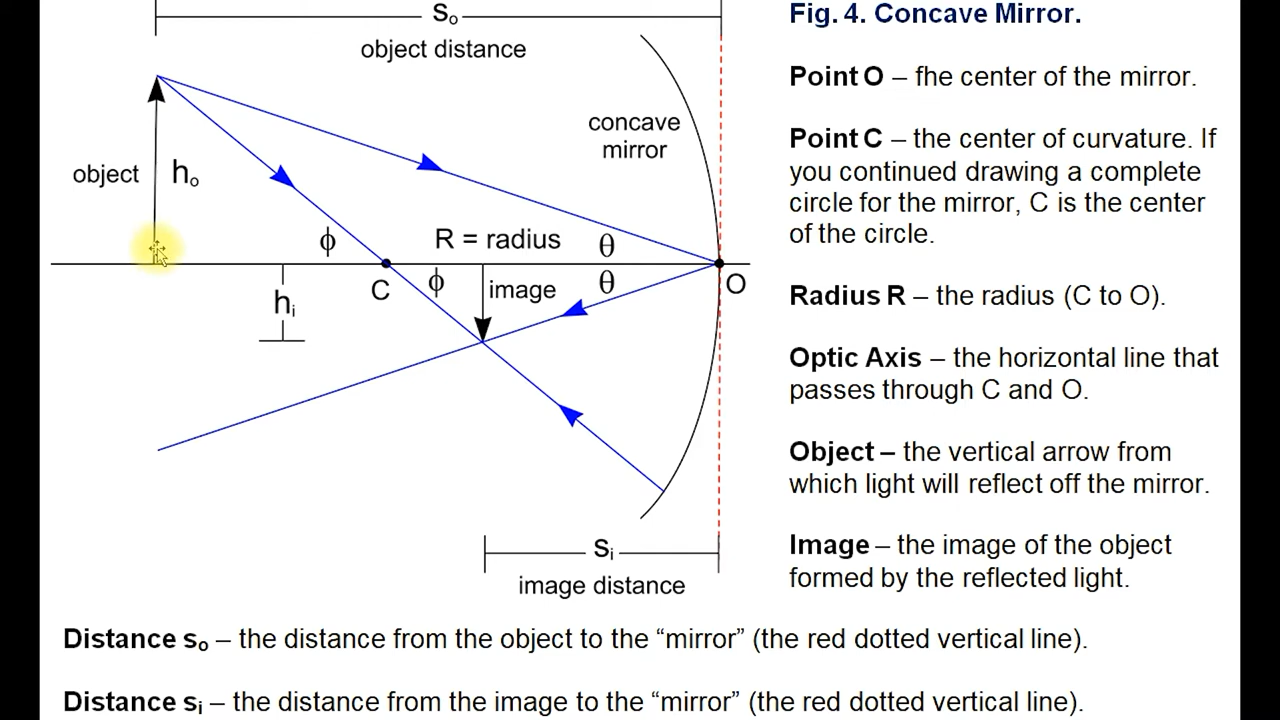 sₒ
object distance
concave
mirror
object
hₒ
ϕ
R = radius
θ
C
ϕ
image
θ
O
hᵢ
sᵢ
image distance
Fig. 4. Concave Mirror.
Point O – fhe center of the mirror.
Point C – the center of curvature. If
you continued drawing a complete
circle for the mirror, C is the center
of the circle.
Radius R – the radius (C to O).
Optic Axis – the horizontal line that
passes through C and O.
Object – the vertical arrow from
which light will reflect off the mirror.
Image – the image of the object
formed by the reflected light.
Distance sₒ – the distance from the object to the “mirror” (the red dotted vertical line).
Distance sᵢ – the distance from the image to the “mirror” (the red dotted vertical line).